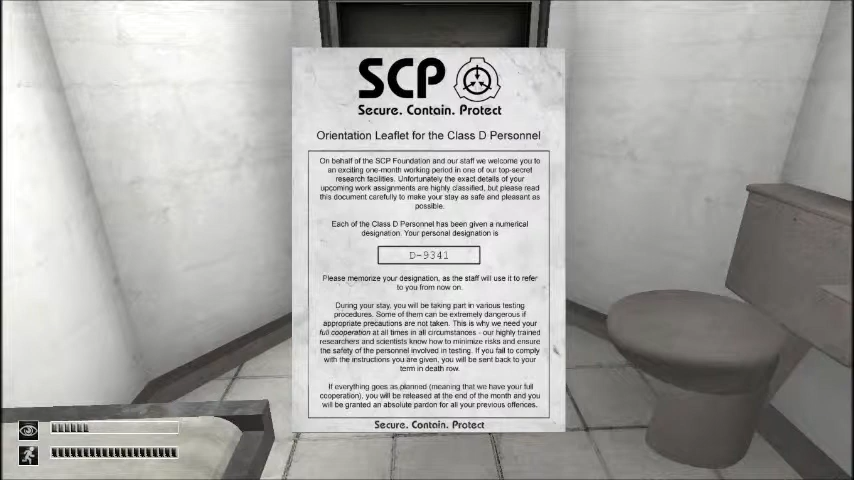 SCP
Secure. Contain. Protect
Orientation Leaflet for the Class D Personnel
On behalf of the SCP Foundation and our staff we welcome you to
an exciting one-month working period in one of our top-secret
research facilities. Unfortunately the exact details of your
upcoming work assignments are highly classified, but please read
this document carefully to make your stay as safe and pleasant as
possible.
Each of the Class D Personnel has been given a numerical
designation. Your personal designation is
D-9341
Please memorize your designation, as the staff will use it to refer
to you from now on.
During your stay, you will be taking part in various testing
procedures. Some of them can be extremely dangerous if
appropriate precautions are not taken. This is why we need your
full cooperation at all times in all circumstances - our highly trained
researchers and scientists know how to minimize risks and ensure
the safety of the personnel involved in testing. If you fail to comply
with the instructions you are given, you will be sent back to your
term in death row.
If everything goes as planned (meaning that we have your full
cooperation), you will be released at the end of the month and you
will be granted an absolute pardon for all your previous offences.
Secure. Contain. Protect